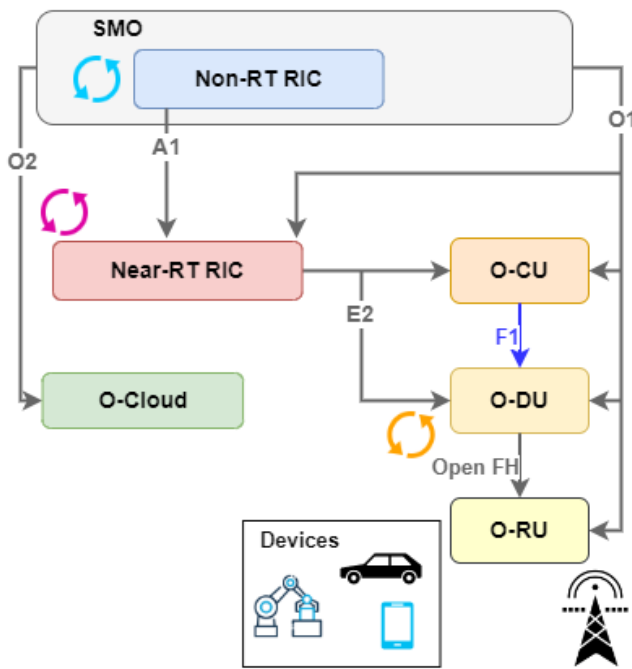 SMO
Non-RT RIC
O1
A1
O2
Near-RT RIC
O-CU
E2
F1
O-Cloud
O-DU
Open FH
O-RU
Devices